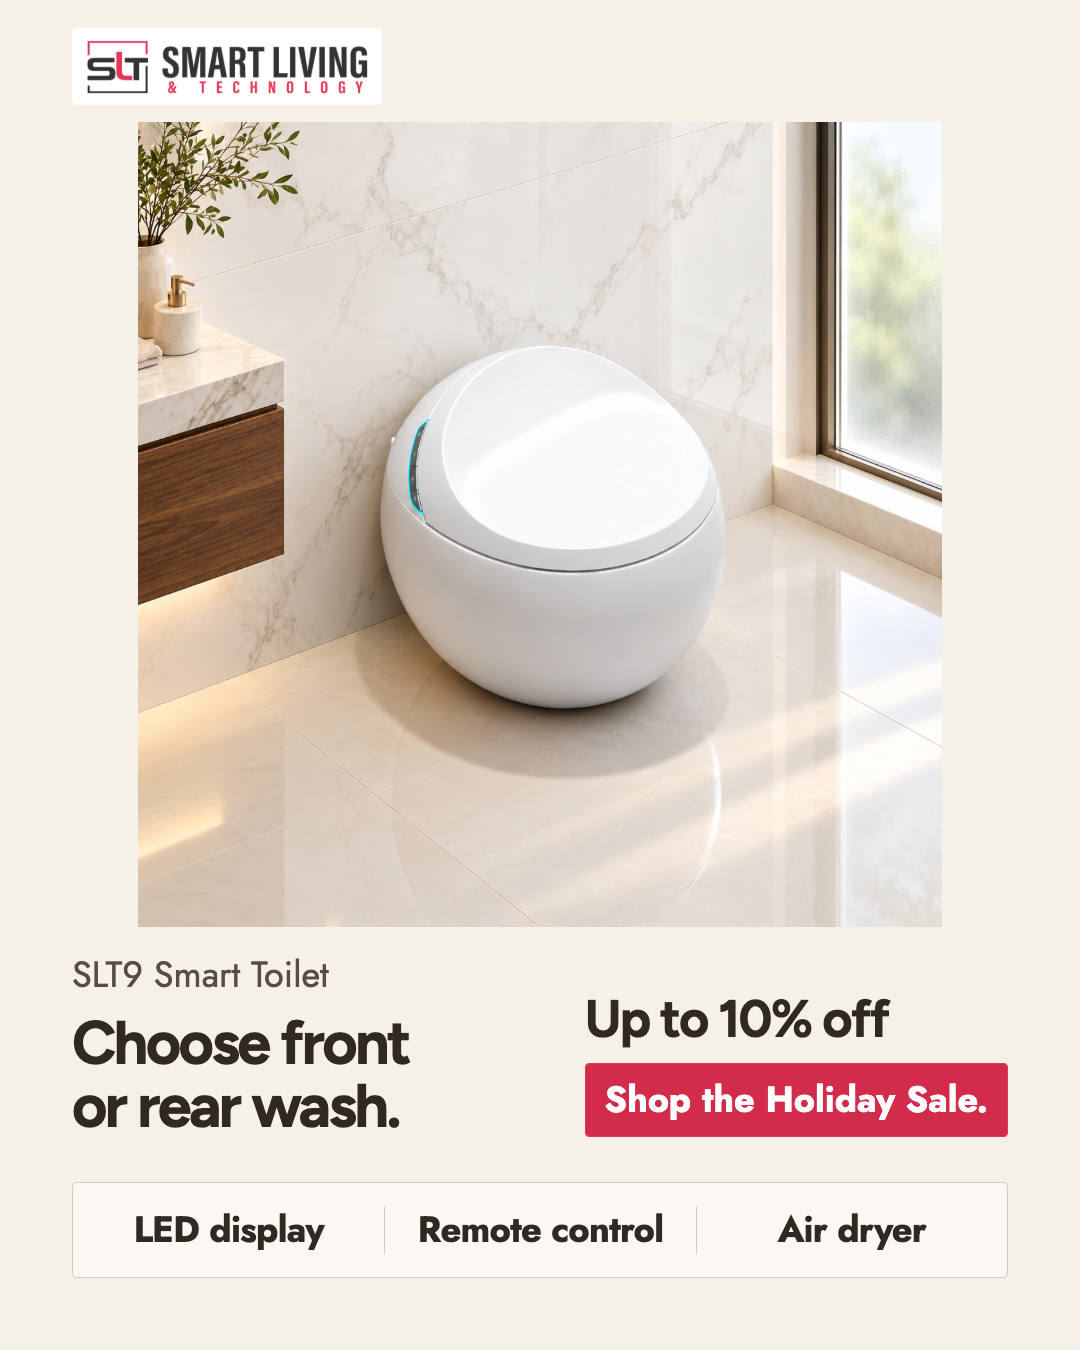 SLT SMART LIVING
& TECHNOLOGY
SLT9 Smart Toilet
Choose front
or rear wash.
Up to 10% off
Shop the Holiday Sale.
LED display
Remote control
Air dryer